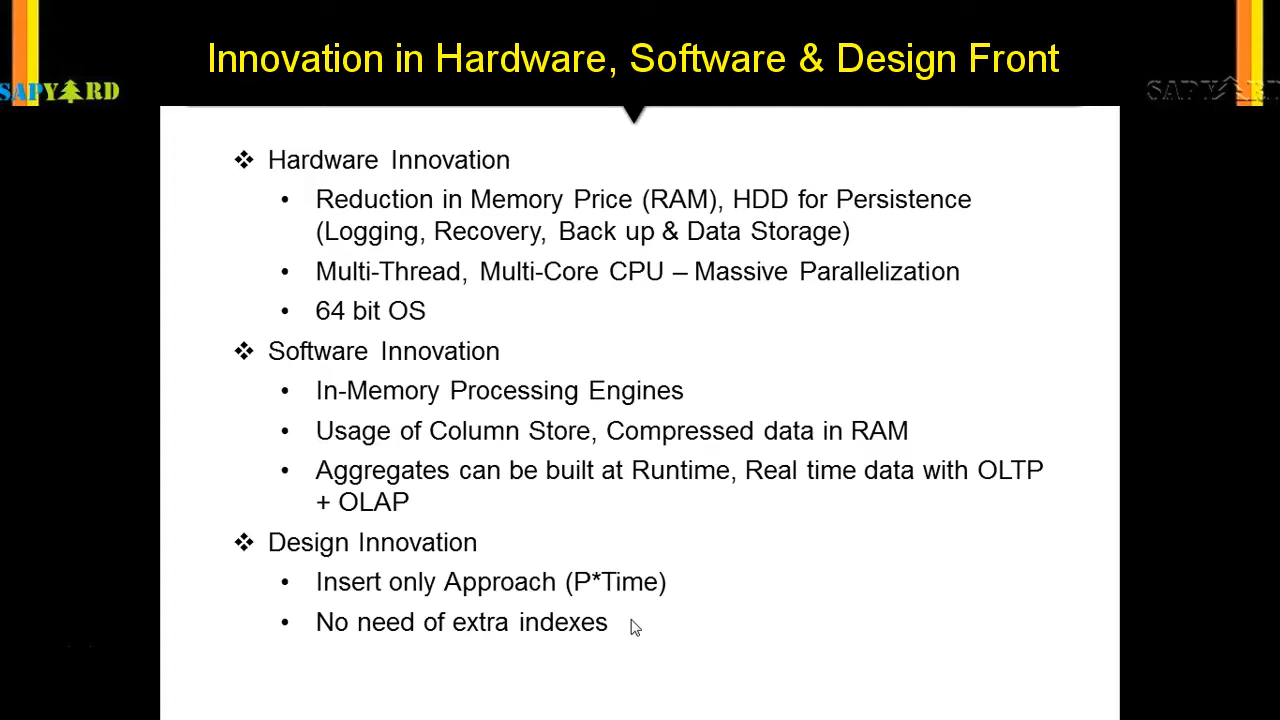 Innovation in Hardware, Software & Design Front
SAPYARD
SAPYARD
❖ Hardware Innovation
• Reduction in Memory Price (RAM), HDD for Persistence
(Logging, Recovery, Back up & Data Storage)
• Multi-Thread, Multi-Core CPU – Massive Parallelization
• 64 bit OS
❖ Software Innovation
• In-Memory Processing Engines
• Usage of Column Store, Compressed data in RAM
• Aggregates can be built at Runtime, Real time data with OLTP
+ OLAP
❖ Design Innovation
• Insert only Approach (P*Time)
• No need of extra indexes